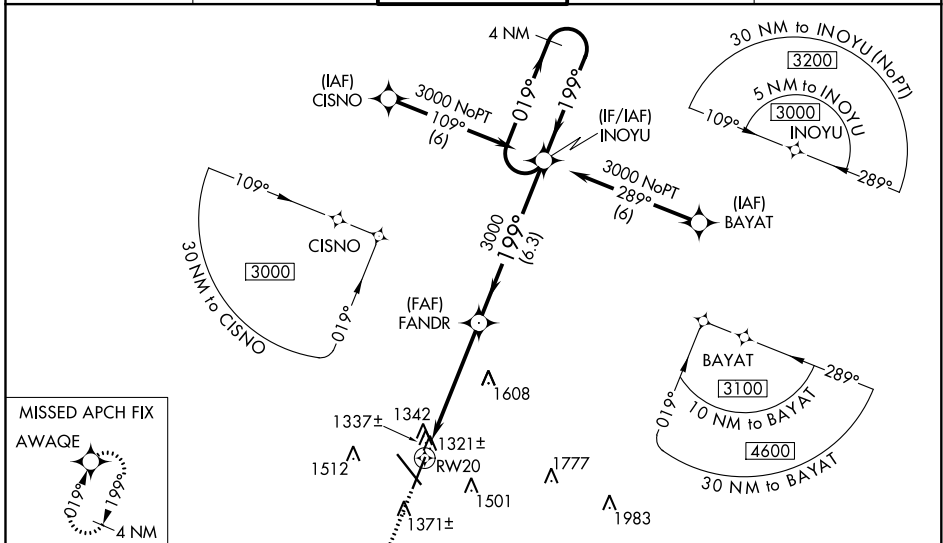 4 NM
019°
199°
(IAF)
CISNO
3000 NoPT
109°
(6)
(IF/IAF)
INOYU
30 NM to INOYU (NoPT)
3200
5 NM to INOYU
3000
INOYU
109°
289°
3000 NoPT
289°
(6)
(IAF)
BAYAT
109°
CISNO
3000
019°
30 NM to CISNO
3000
199°
(6.3)
(FAF)
FANDR
BAYAT
289°
3100
019°
10 NM to BAYAT
4600
30 NM to BAYAT
1608
1342
1337±
1321±
RW20
1512
1501
1777
1983
1371±
MISSED APCH FIX
AWAQE
019°
199°
4 NM